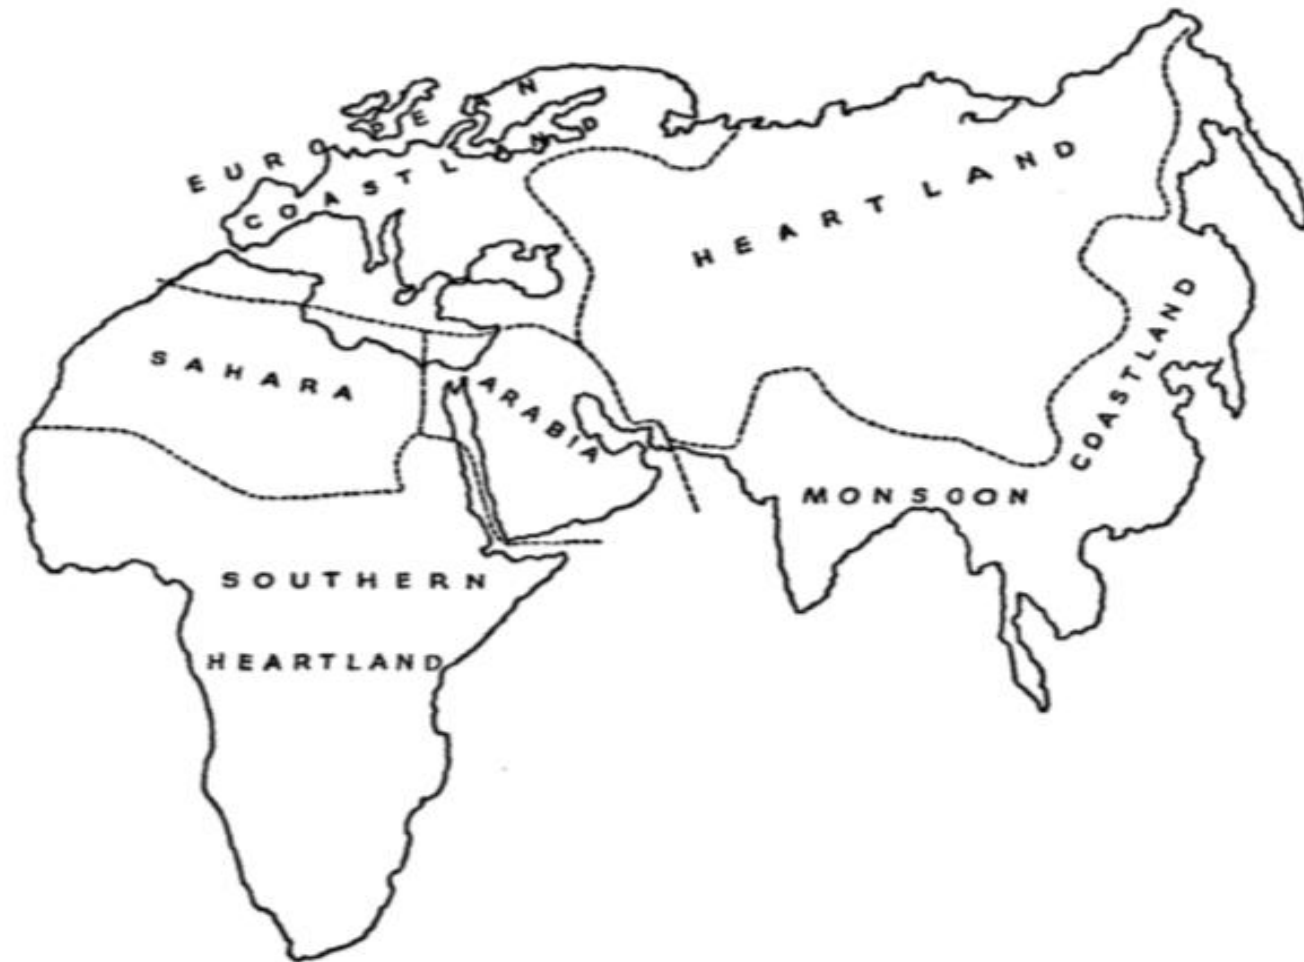 EUROPEAN
COASTLAND
HEARTLAND
SAHARA
ARABIA
COASTLAND
MONSOON
SOUTHERN
HEARTLAND